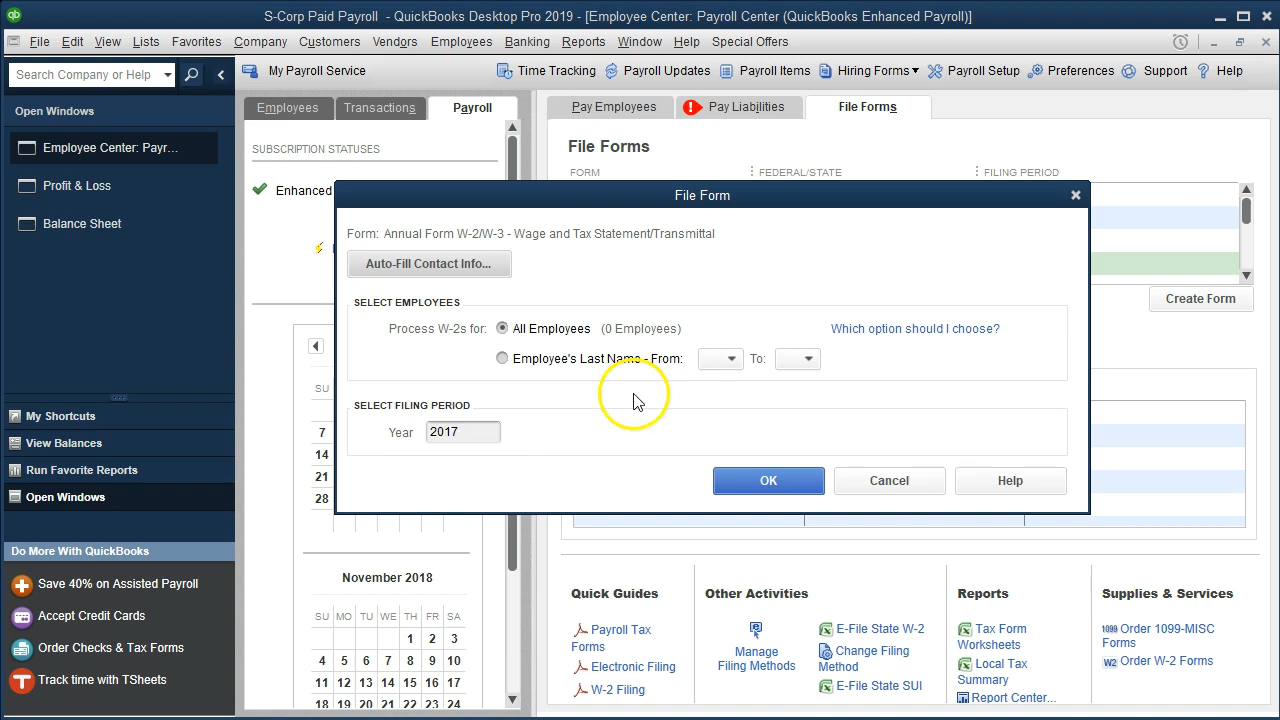 S-Corp Paid Payroll - QuickBooks Desktop Pro 2019 - [Employee Center: Payroll Center (QuickBooks Enhanced Payroll)]
File Edit View Lists Favorites Company Customers Vendors Employees Banking Reports Window Help Special Offers
Search Company or Help
My Payroll Service Time Tracking Payroll Updates Payroll Items Hiring Forms Payroll Setup Preferences Support Help
Open Windows
Employee Center: Payr...
Profit & Loss
Balance Sheet
My Shortcuts
View Balances
Run Favorite Reports
Open Windows
Do More With QuickBooks
Save 40% on Assisted Payroll
Accept Credit Cards
Order Checks & Tax Forms
Track time with TSheets
Employees Transactions Payroll
SUBSCRIPTION STATUSES
Enhanced
SU
7
14
21
28
November 2018
SU MO TU WE TH FR SA
1 2 3
4 5 6 7 8 9 10
11 12 13 14 15 16 17
18 19 20 21 22 23 24
Pay Employees Pay Liabilities File Forms
File Forms
FORM FEDERAL/STATE FILING PERIOD
Create Form
File Form
Form: Annual Form W-2/W-3 - Wage and Tax Statement/Transmittal
Auto-Fill Contact Info...
SELECT EMPLOYEES
Process W-2s for: All Employees (0 Employees) Which option should I choose?
Employee's Last Name - From: To:
SELECT FILING PERIOD
Year 2017
OK Cancel Help
Quick Guides
Payroll Tax
Forms
Electronic Filing
W-2 Filing
Other Activities
Manage
Filing Methods
E-File State W-2
Change Filing
Method
E-File State SUI
Reports
Tax Form
Worksheets
Local Tax
Summary
Report Center...
Supplies & Services
1099 Order 1099-MISC
Forms
W2 Order W-2 Forms